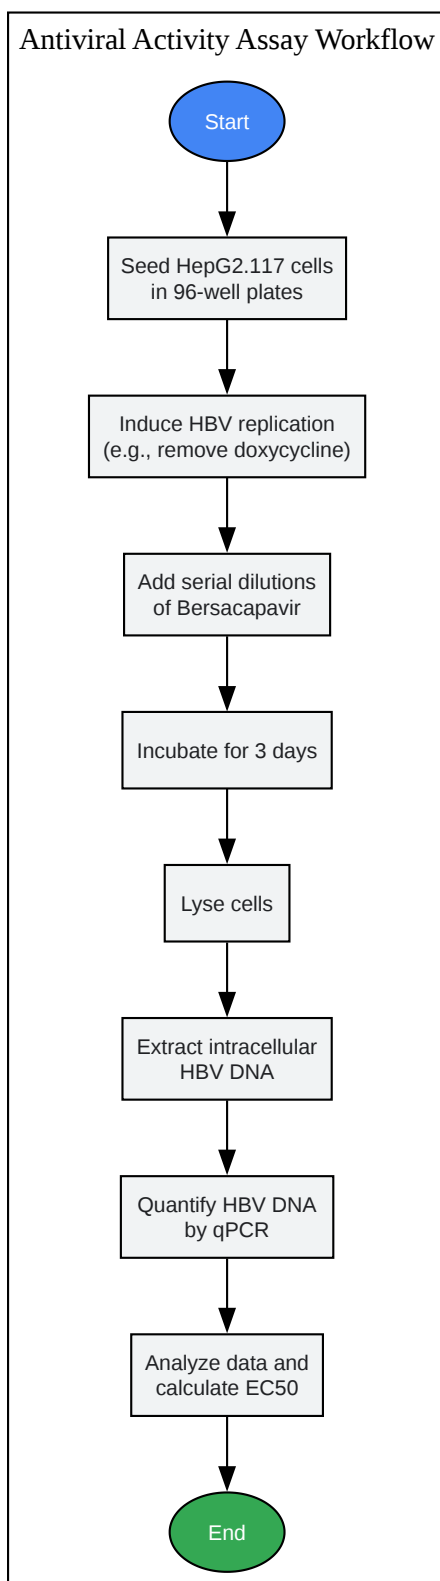 Antiviral Activity Assay Workflow
Start
Seed HepG2.117 cells
in 96-well plates
Induce HBV replication
(e.g., remove doxycycline)
Add serial dilutions
of Bersacapavir
Incubate for 3 days
Lyse cells
Extract intracellular
HBV DNA
Quantify HBV DNA
by qPCR
Analyze data and
calculate EC50
End